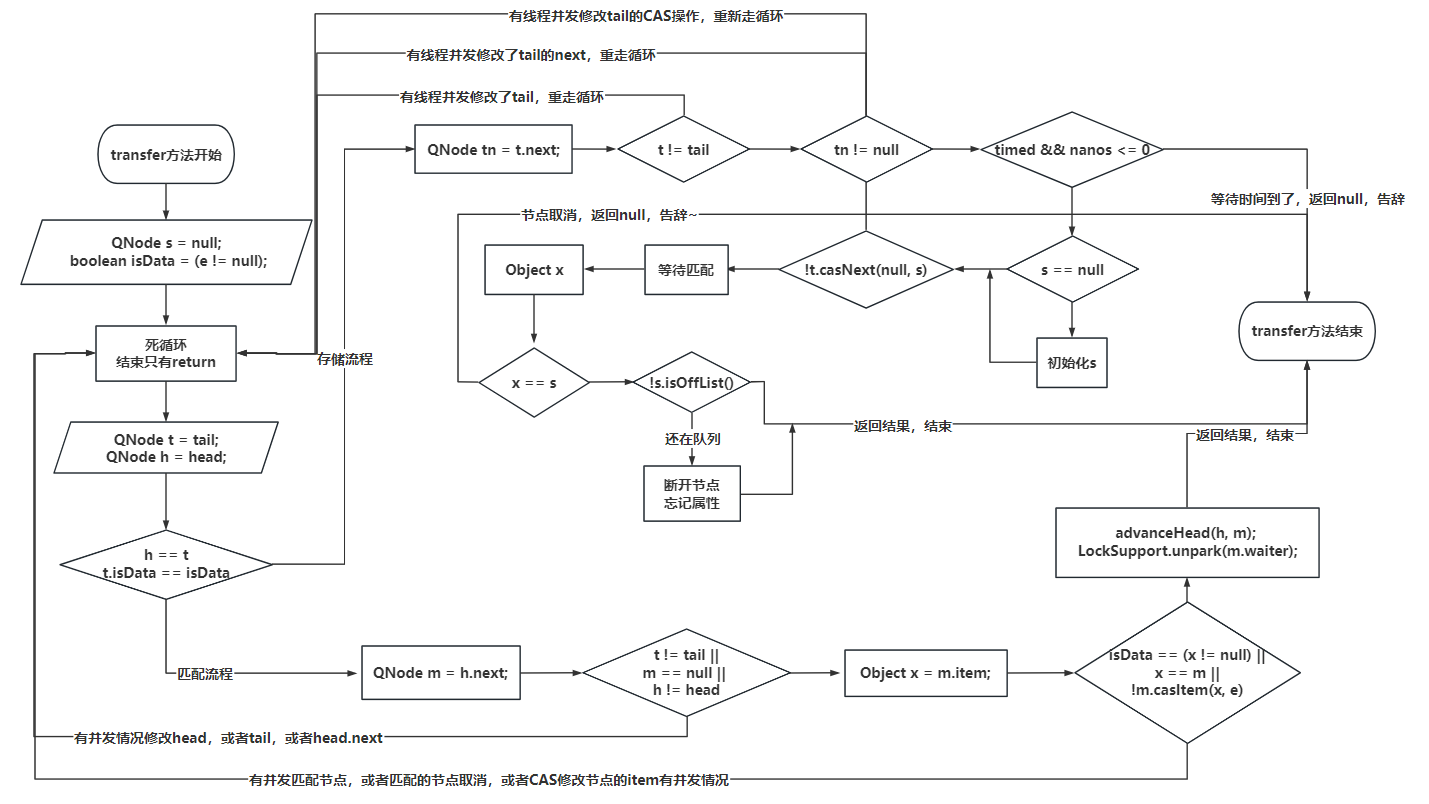 有线程并发修改tail的CAS操作，重新走循环
有线程并发修改了tail的next，重走循环
有线程并发修改了tail，重走循环
transfer方法开始
QNode tn = t.next;
t != tail
tn != null
timed && nanos <= 0
等待时间到了，返回null，告辞
节点取消，返回null，告辞~
QNode s = null;
boolean isData = (e != null);
Object x
等待匹配
!t.casNext(null, s)
s == null
死循环
结束只有return
存储流程
transfer方法结束
初始化s
x == s
!s.isOffList()
QNode t = tail;
QNode h = head;
还在队列
返回结果，结束
返回结果，结束
断开节点
忘记属性
h == t
t.isData == isData
advanceHead(h, m);
LockSupport.unpark(m.waiter);
匹配流程
QNode m = h.next;
t != tail ||
m == null ||
h != head
Object x = m.item;
isData == (x != null) ||
x == m ||
!m.casItem(x, e)
有并发情况修改head，或者tail，或者head.next
有并发匹配节点，或者匹配的节点取消，或者CAS修改节点的item有并发情况